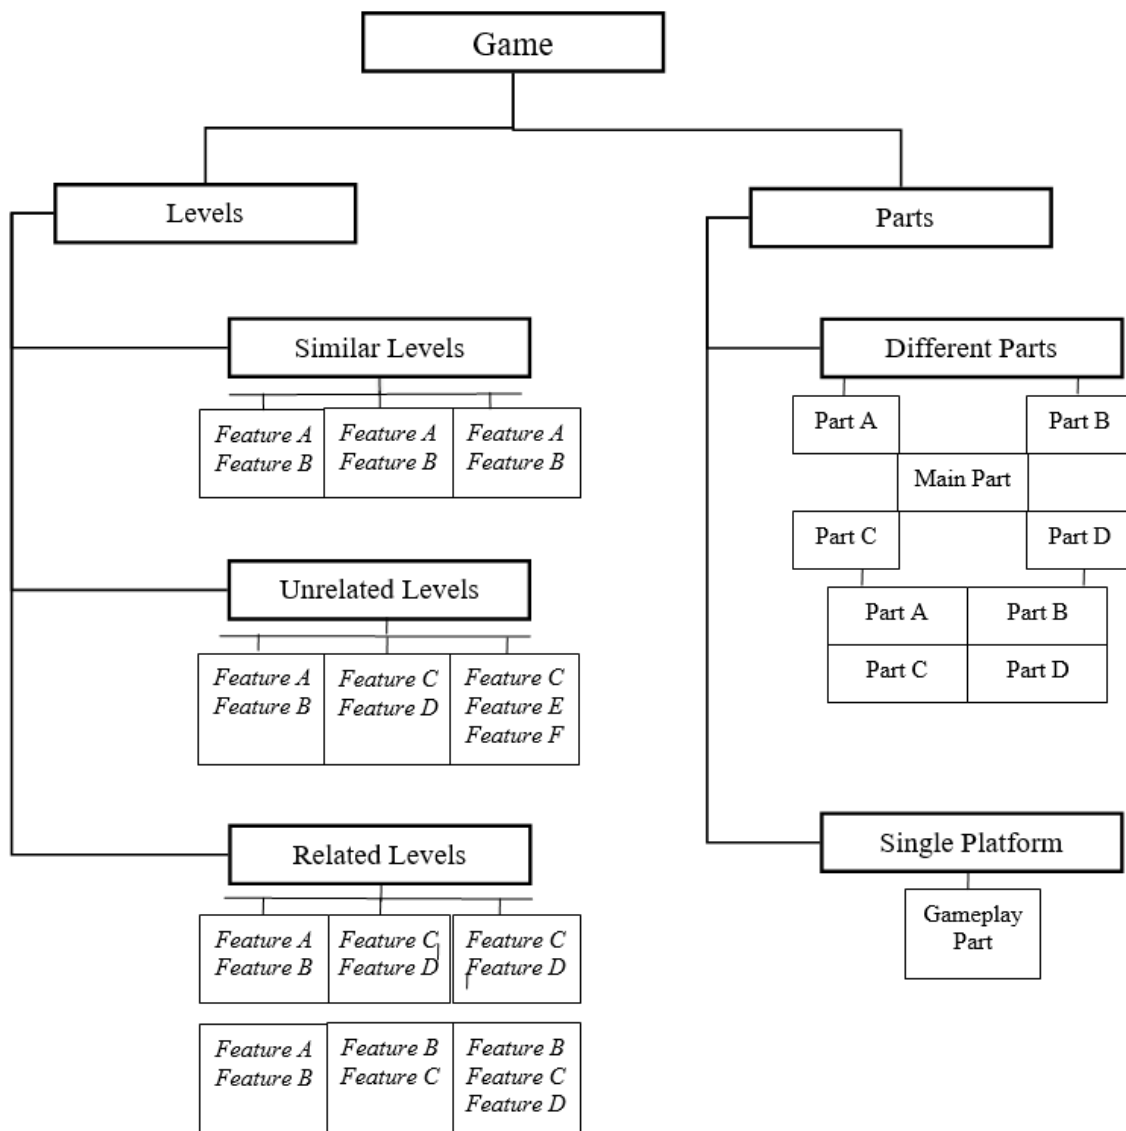 Game
Levels
Parts
Similar Levels
Feature A
Feature B
Feature A
Feature B
Feature A
Feature B
Unrelated Levels
Feature A
Feature B
Feature C
Feature D
Feature C
Feature E
Feature F
Related Levels
Feature A
Feature B
Feature C
Feature D
Feature C
Feature D
Feature A
Feature B
Feature B
Feature C
Feature B
Feature C
Feature D
Different Parts
Part A
Part B
Main Part
Part C
Part D
Part A
Part B
Part C
Part D
Single Platform
Gameplay
Part